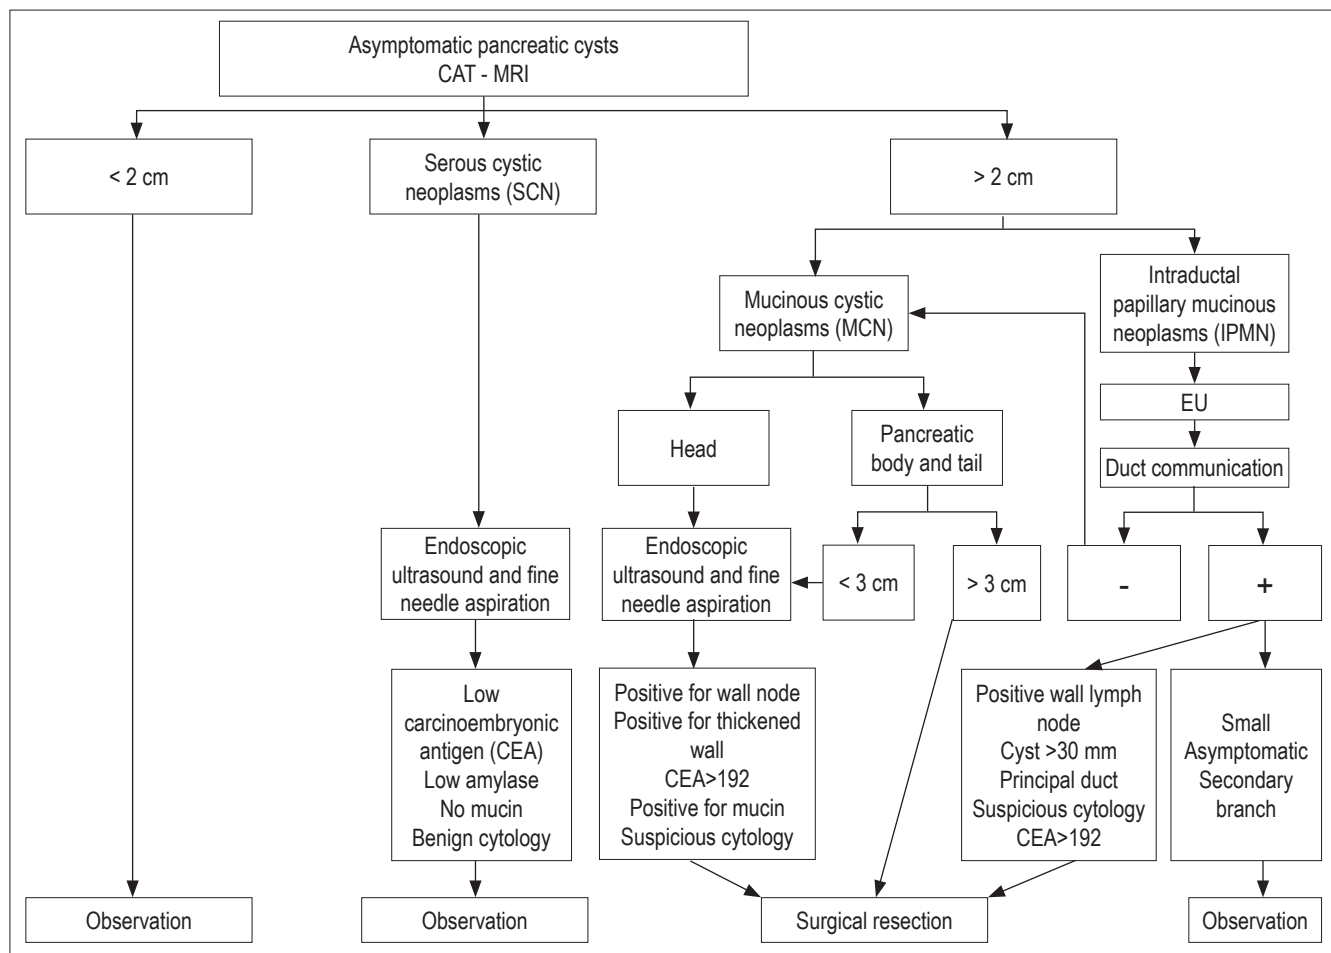 Asymptomatic pancreatic cysts
CAT - MRI
< 2 cm
Serous cystic
neoplasms (SCN)
> 2 cm
Mucinous cystic
neoplasms (MCN)
Intraductal
papillary mucinous
neoplasms (IPMN)
EU
Head
Pancreatic
body and tail
Duct communication
Endoscopic
ultrasound and fine
needle aspiration
Endoscopic
ultrasound and fine
needle aspiration
< 3 cm
> 3 cm
-
+
Low
carcinoembryonic
antigen (CEA)
Low amylase
No mucin
Benign cytology
Positive for wall node
Positive for thickened
wall
CEA>192
Positive for mucin
Suspicious cytology
Positive wall lymph
node
Cyst >30 mm
Principal duct
Suspicious cytology
CEA>192
Small
Asymptomatic
Secondary
branch
Observation
Observation
Surgical resection
Observation